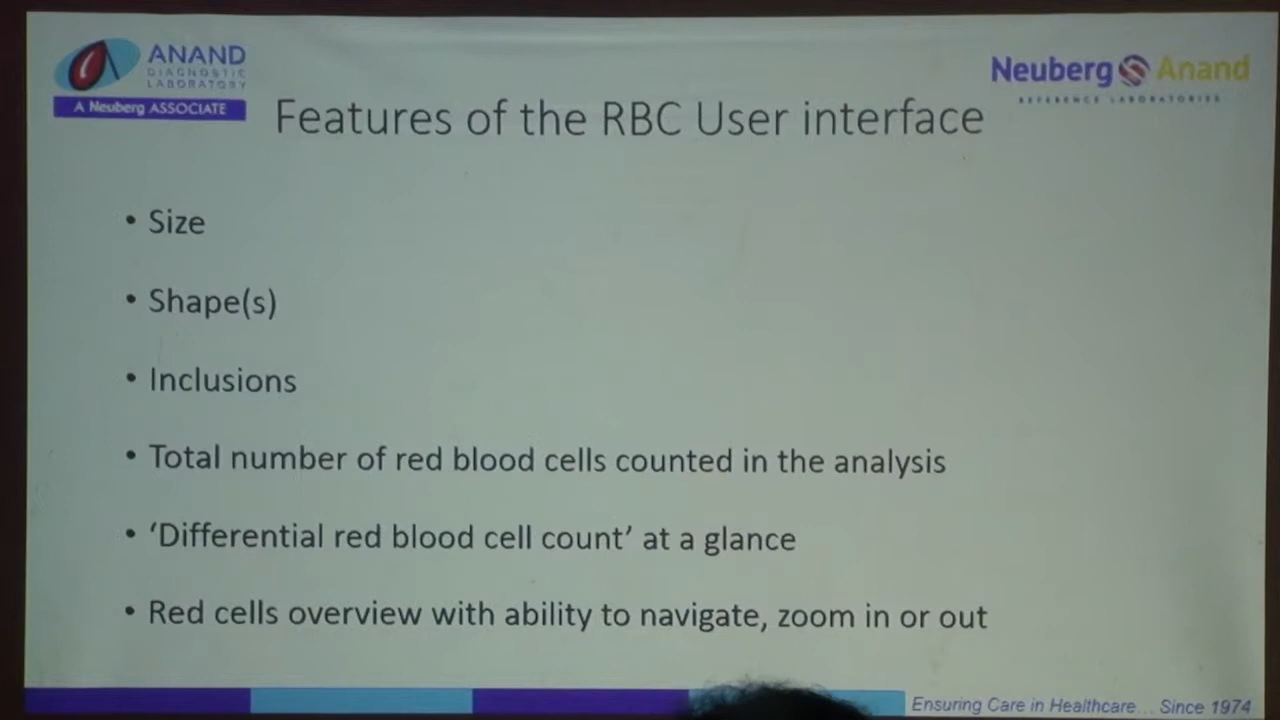 ANAND
DIAGNOSTIC
LABORATORY
A Neuberg ASSOCIATE
Neuberg Anand
REFERENCE LABORATORIES
Features of the RBC User interface
• Size
• Shape(s)
• Inclusions
• Total number of red blood cells counted in the analysis
• ‘Differential red blood cell count’ at a glance
• Red cells overview with ability to navigate, zoom in or out
Ensuring Care in Healthcare... Since 1974